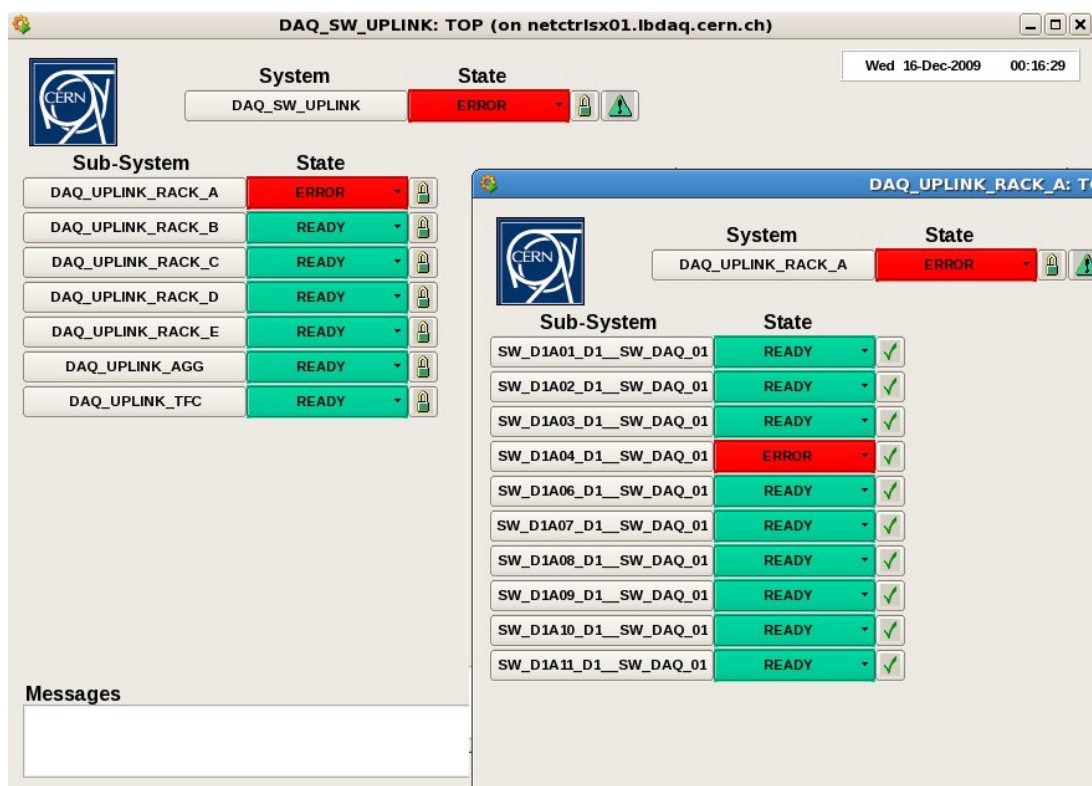 DAQ_SW_UPLINK: TOP (on netctrlsx01.lbdaq.cern.ch)
Wed 16-Dec-2009 00:16:29
CERN
System State
DAQ_SW_UPLINK ERROR
Sub-System State
DAQ_UPLINK_RACK_A ERROR
DAQ_UPLINK_RACK_B READY
DAQ_UPLINK_RACK_C READY
DAQ_UPLINK_RACK_D READY
DAQ_UPLINK_RACK_E READY
DAQ_UPLINK_AGG READY
DAQ_UPLINK_TFC READY
Messages
DAQ_UPLINK_RACK_A: TO
CERN
System State
DAQ_UPLINK_RACK_A ERROR
Sub-System State
SW_D1A01_D1__SW_DAQ_01 READY
SW_D1A02_D1__SW_DAQ_01 READY
SW_D1A03_D1__SW_DAQ_01 READY
SW_D1A04_D1__SW_DAQ_01 ERROR
SW_D1A06_D1__SW_DAQ_01 READY
SW_D1A07_D1__SW_DAQ_01 READY
SW_D1A08_D1__SW_DAQ_01 READY
SW_D1A09_D1__SW_DAQ_01 READY
SW_D1A10_D1__SW_DAQ_01 READY
SW_D1A11_D1__SW_DAQ_01 READY